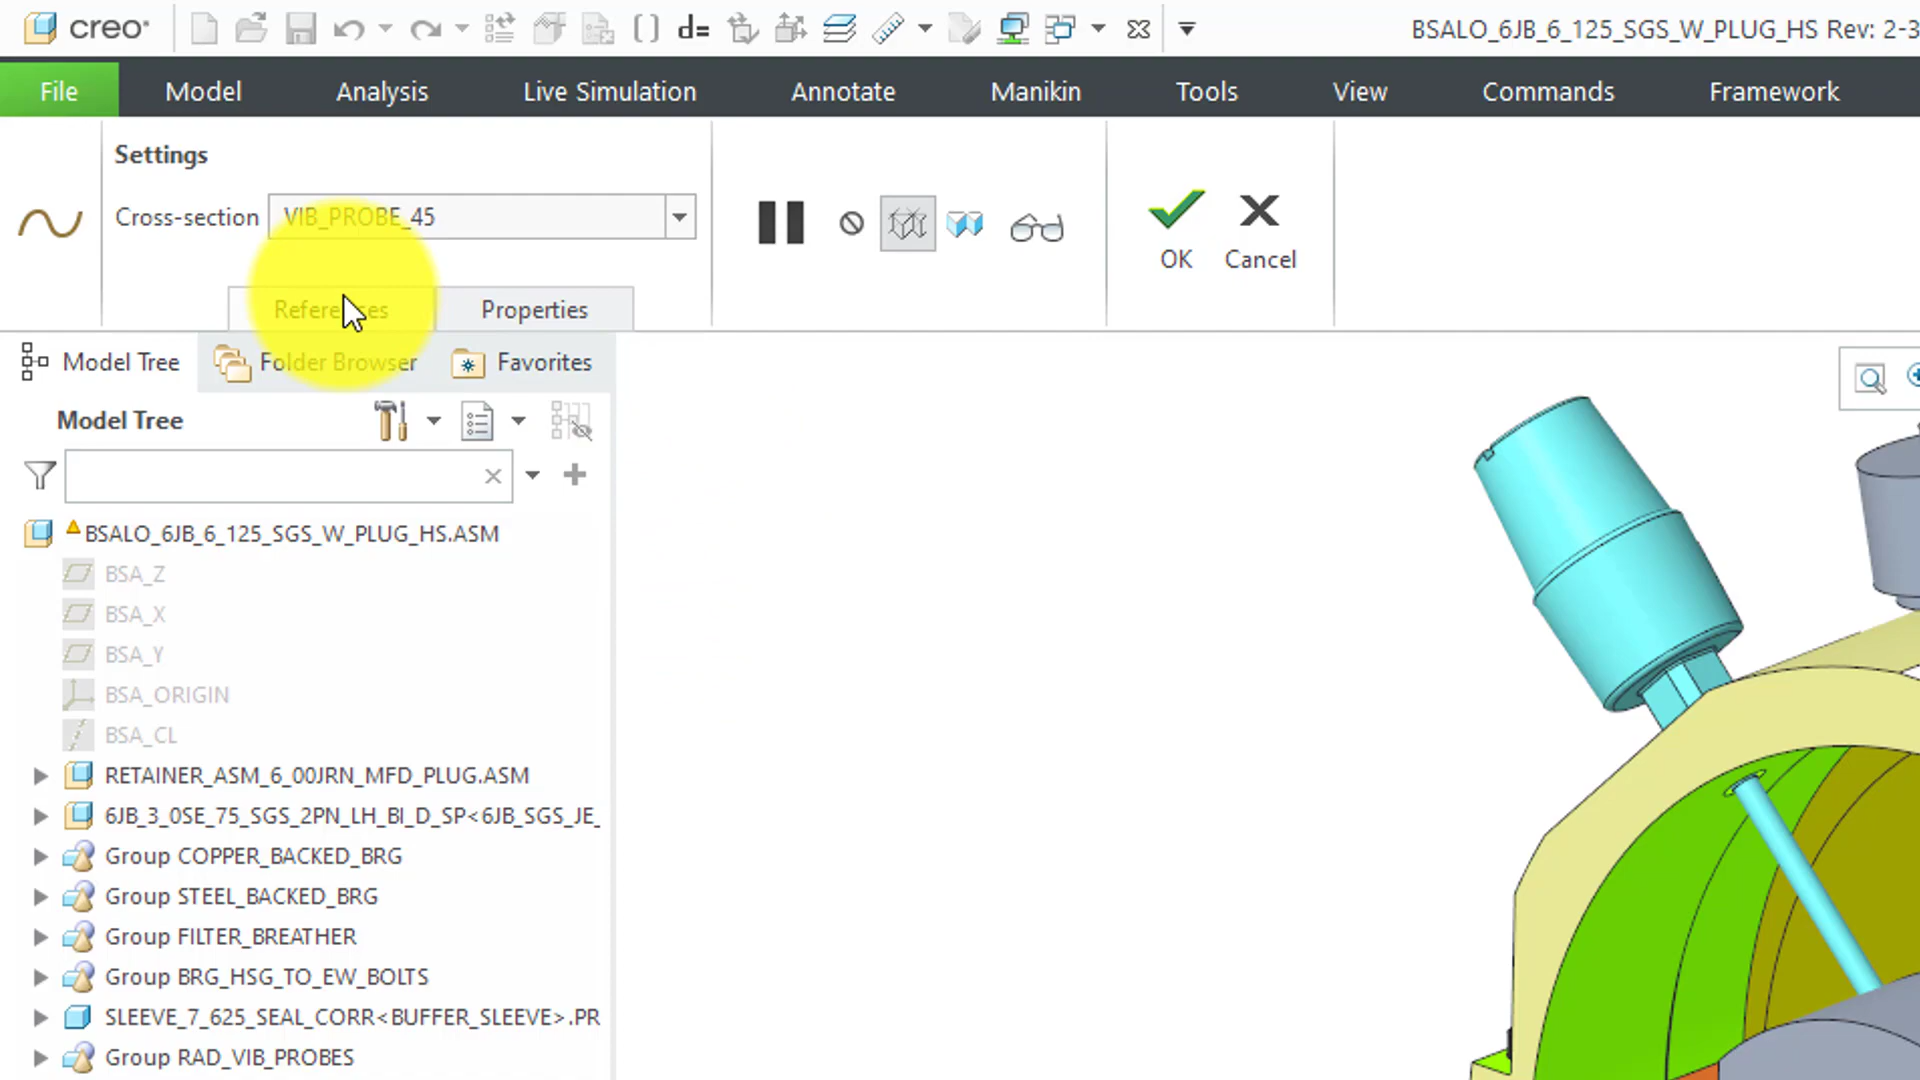 creo
d=
BSALO_6JB_6_125_SGS_W_PLUG_HS Rev: 2-3
File Model Analysis Live Simulation Annotate Manikin Tools View Commands Framework
Settings
Cross-section VIB_PROBE_45
OK Cancel
References Properties
Model Tree Folder Browser Favorites
Model Tree
BSALO_6JB_6_125_SGS_W_PLUG_HS.ASM
BSA_Z
BSA_X
BSA_Y
BSA_ORIGIN
BSA_CL
RETAINER_ASM_6_00JRN_MFD_PLUG.ASM
6JB_3_0SE_75_SGS_2PN_LH_BI_D_SP<6JB_SGS_JE_
Group COPPER_BACKED_BRG
Group STEEL_BACKED_BRG
Group FILTER_BREATHER
Group BRG_HSG_TO_EW_BOLTS
SLEEVE_7_625_SEAL_CORR<BUFFER_SLEEVE>.PR
Group RAD_VIB_PROBES